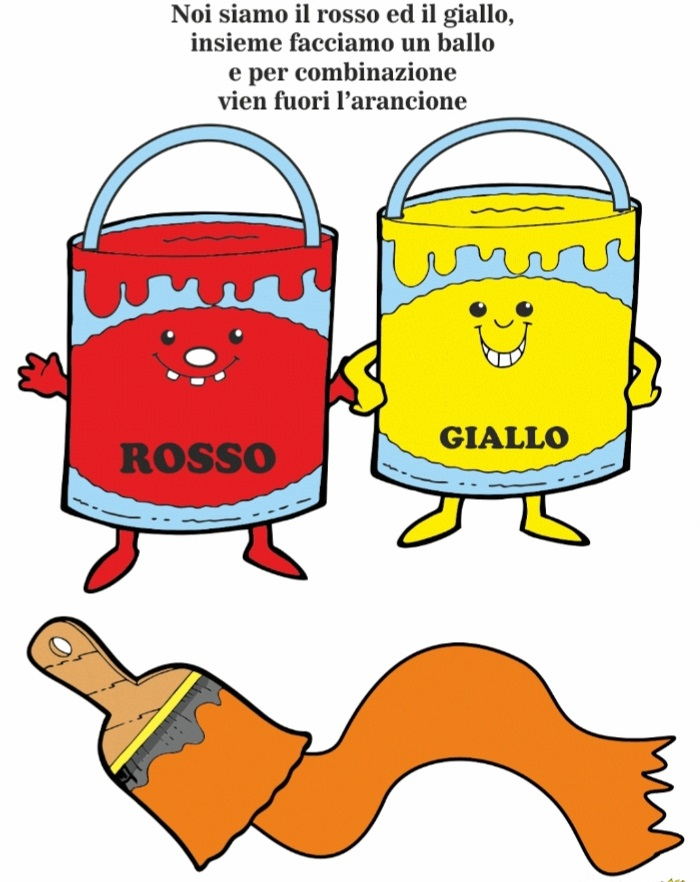 Noi siamo il rosso ed il giallo,
insieme facciamo un ballo
e per combinazione
vien fuori l'arancione
ROSSO
GIALLO